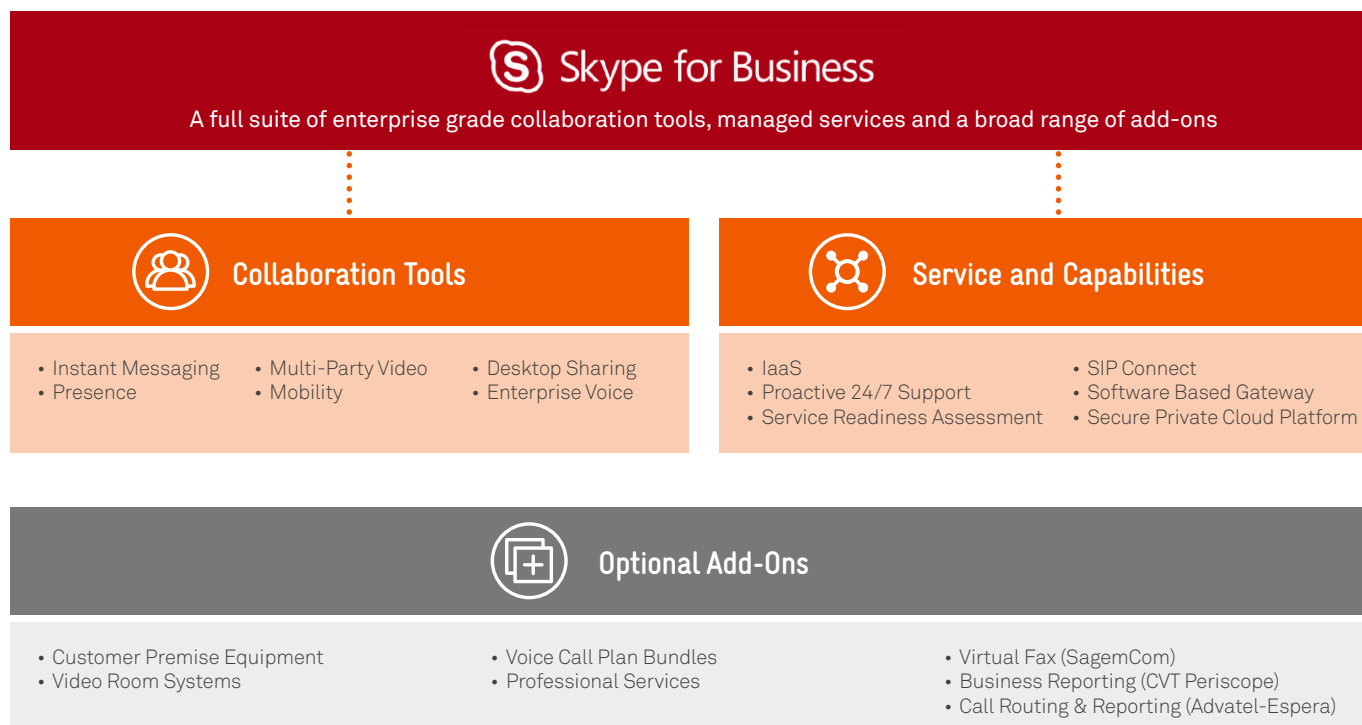 S Skype for Business
A full suite of enterprise grade collaboration tools, managed services and a broad range of add-ons
Collaboration Tools
• Instant Messaging
• Presence
• Multi-Party Video
• Mobility
• Desktop Sharing
• Enterprise Voice
Service and Capabilities
• IaaS
• Proactive 24/7 Support
• Service Readiness Assessment
• SIP Connect
• Software Based Gateway
• Secure Private Cloud Platform
Optional Add-Ons
• Customer Premise Equipment
• Video Room Systems
• Voice Call Plan Bundles
• Professional Services
• Virtual Fax (SagemCom)
• Business Reporting (CVT Periscope)
• Call Routing & Reporting (Advatel-Espera)